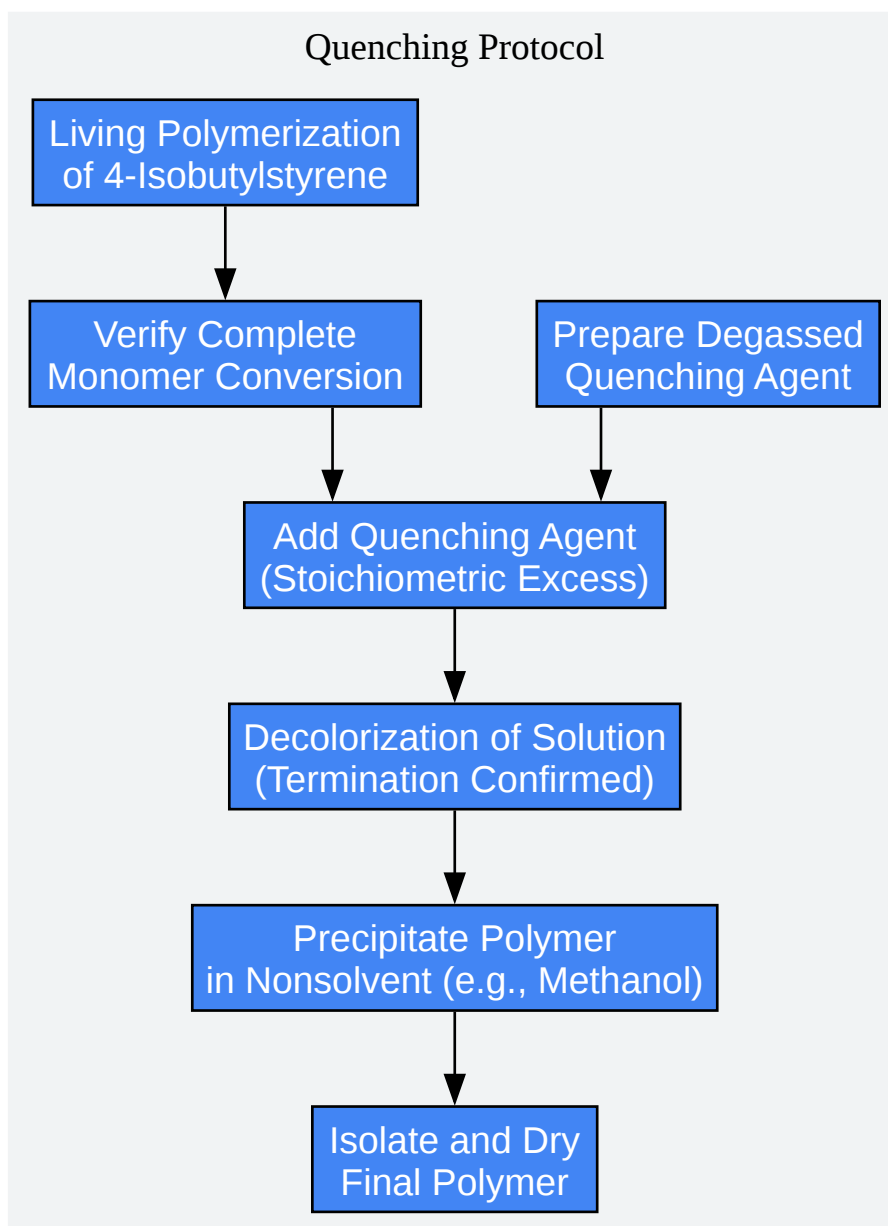 Quenching Protocol
Living Polymerization
of 4-Isobutylstyrene
Verify Complete
Monomer Conversion
Prepare Degassed
Quenching Agent
Add Quenching Agent
(Stoichiometric Excess)
Decolorization of Solution
(Termination Confirmed)
Precipitate Polymer
in Nonsolvent (e.g., Methanol)
Isolate and Dry
Final Polymer